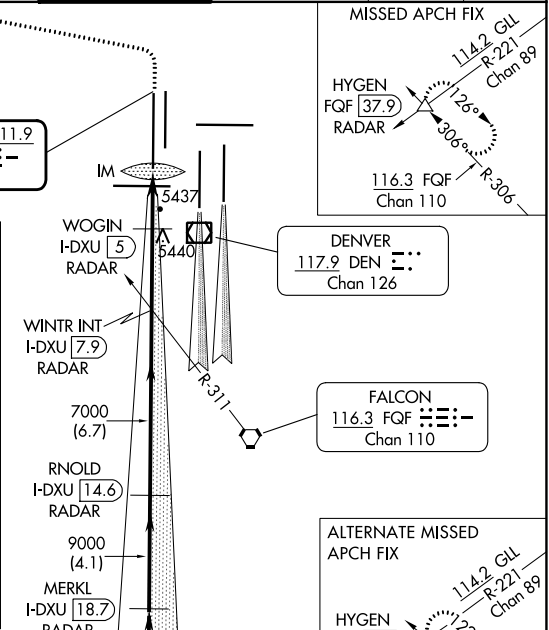 MISSED APCH FIX
114.2 GLL
R-221
Chan 89
HYGEN
FQF 37.9
RADAR
126°
306°
116.3 FQF
Chan 110
R-306
11.9
IM
5437
WOGIN
I-DXU 5
RADAR
5440
DENVER
117.9 DEN
Chan 126
WINTR INT
I-DXU 7.9
RADAR
R-311
7000
(6.7)
FALCON
116.3 FQF
Chan 110
RNOLD
I-DXU 14.6
RADAR
9000
(4.1)
MERKL
I-DXU 18.7
RADAR
ALTERNATE MISSED
APCH FIX
114.2 GLL
R-221
Chan 89
HYGEN